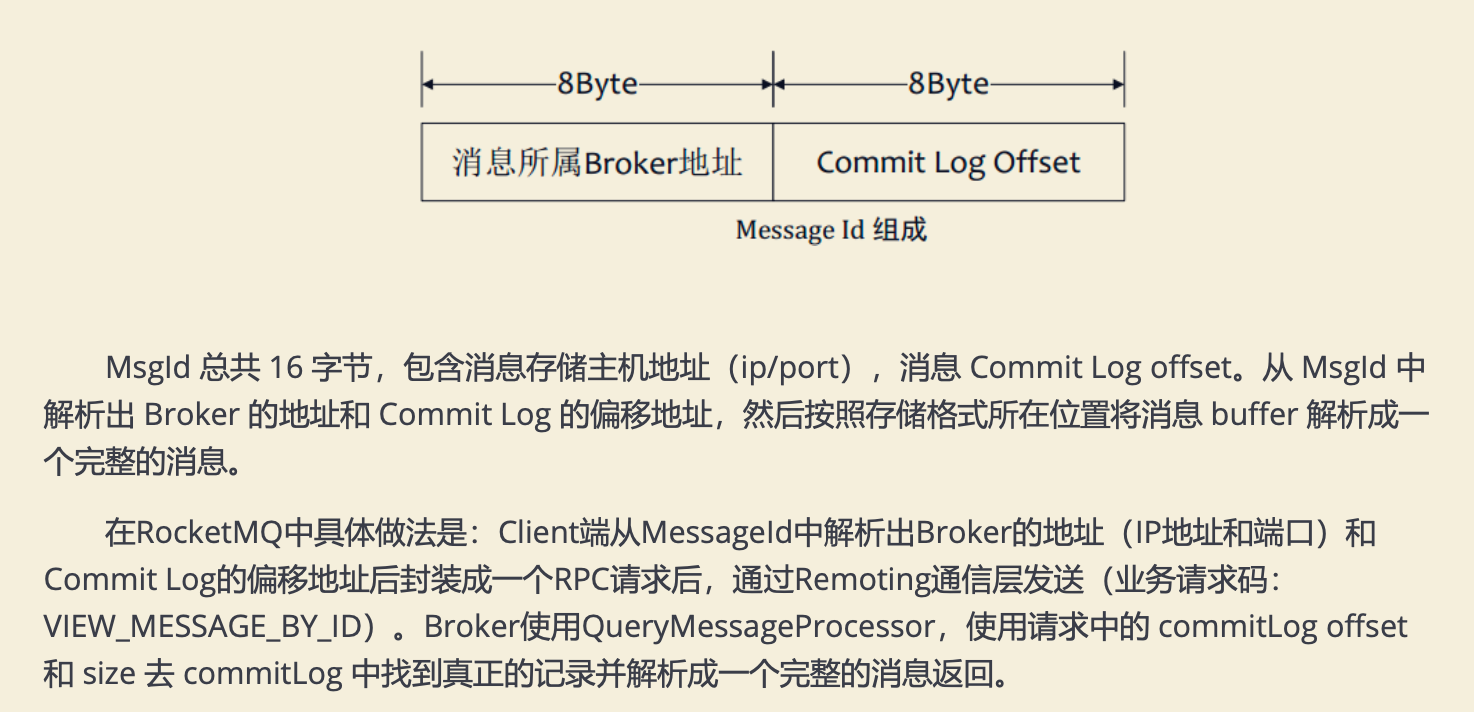 8Byte 8Byte
消息所属Broker地址 Commit Log Offset
Message Id 组成
MsgId 总共 16 字节，包含消息存储主机地址（ip/port），消息 Commit Log offset。从 MsgId 中
解析出 Broker 的地址和 Commit Log 的偏移地址，然后按照存储格式所在位置将消息 buffer 解析成一
个完整的消息。
在RocketMQ中具体做法是：Client端从MessageId中解析出Broker的地址（IP地址和端口）和
Commit Log的偏移地址后封装成一个RPC请求后，通过Remoting通信层发送（业务请求码：
VIEW_MESSAGE_BY_ID）。Broker使用QueryMessageProcessor，使用请求中的 commitLog offset
和 size 去 commitLog 中找到真正的记录并解析成一个完整的消息返回。